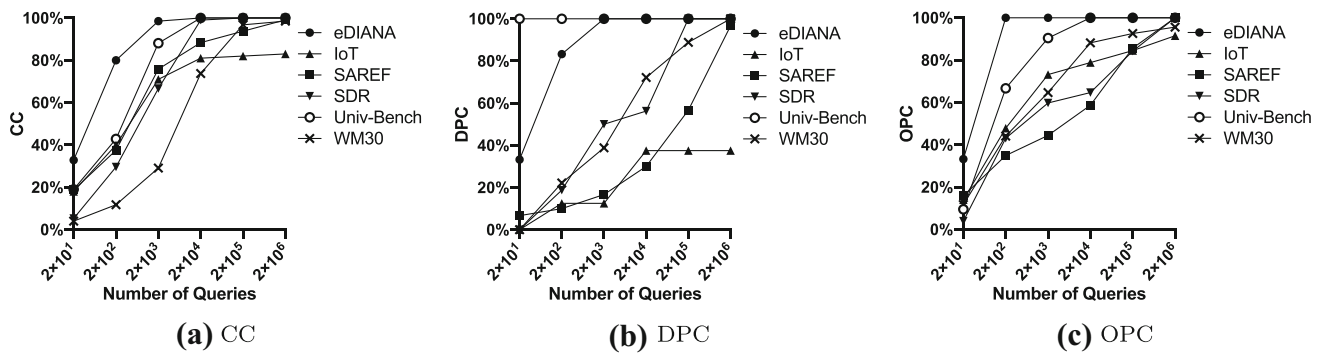 100%
80%
60%
40%
20%
0%
CC
2×10¹
2×10²
2×10³
2×10⁴
2×10⁵
2×10⁶
Number of Queries
eDIANA
IoT
SAREF
SDR
Univ-Bench
WM30
(a) CC
100%
80%
60%
40%
20%
0%
DPC
2×10¹
2×10²
2×10³
2×10⁴
2×10⁵
2×10⁶
Number of Queries
eDIANA
IoT
SAREF
SDR
Univ-Bench
WM30
(b) DPC
100%
80%
60%
40%
20%
0%
OPC
2×10¹
2×10²
2×10³
2×10⁴
2×10⁵
2×10⁶
Number of Queries
eDIANA
IoT
SAREF
SDR
Univ-Bench
WM30
(c) OPC